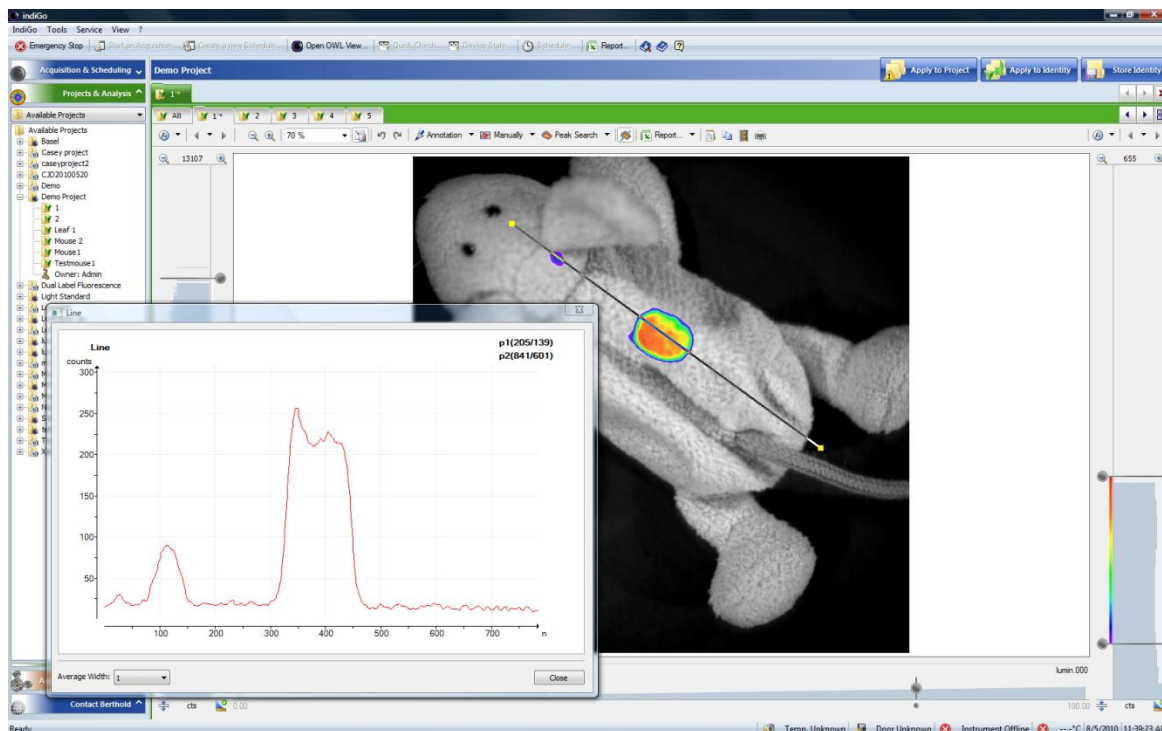 indiGo
IndiGo Tools Service View ?
Emergency Stop Start an Acquisition... Create a new Schedule... Open OWL View... Quick Check... Device State... Schedule... Report...
Acquisition & Scheduling
Demo Project
Apply to Project
Apply to Identity
Store Identity
Projects & Analysis
1*
Available Projects
All 1* 2 3 4 5
Available Projects
Basel
Casey project
caseyproject2
CJD20100520
Demo
Demo Project
1
2
Leaf 1
Mouse 2
Mouse1
Testmouse1
Owner: Admin
Dual Label Fluorescence
Light Standard
70 %
Annotation
Manually
Peak Search
Report...
13107
655
Line
Line
p1(205/139)
p2(841/601)
counts
300
250
200
150
100
50
100 200 300 400 500 600 700 n
Average Width: 1
Close
lumin.000
Contact Berthold
cts 0.00
100.00 cts
Ready
Temp. Unknown Door Unknown Instrument Offline --.-°C 8/5/2010 11:39:23